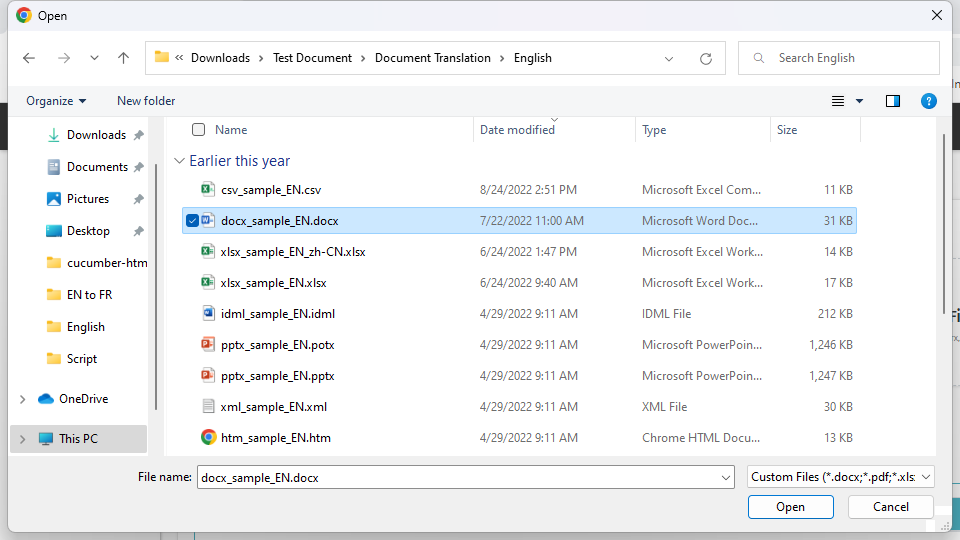 Open
« Downloads > Test Document > Document Translation > English
Search English
Organize
New folder
Name
Date modified
Type
Size
Downloads
Documents
Pictures
Desktop
cucumber-htm
EN to FR
English
Script
OneDrive
This PC
Earlier this year
csv_sample_EN.csv 8/24/2022 2:51 PM Microsoft Excel Com... 11 KB
docx_sample_EN.docx 7/22/2022 11:00 AM Microsoft Word Doc... 31 KB
xlsx_sample_EN_zh-CN.xlsx 6/24/2022 1:47 PM Microsoft Excel Work... 14 KB
xlsx_sample_EN.xlsx 6/24/2022 9:40 AM Microsoft Excel Work... 17 KB
idml_sample_EN.idml 4/29/2022 9:11 AM IDML File 212 KB
pptx_sample_EN.potx 4/29/2022 9:11 AM Microsoft PowerPoin... 1,246 KB
pptx_sample_EN.pptx 4/29/2022 9:11 AM Microsoft PowerPoin... 1,247 KB
xml_sample_EN.xml 4/29/2022 9:11 AM XML File 30 KB
htm_sample_EN.htm 4/29/2022 9:11 AM Chrome HTML Docu... 13 KB
File name: docx_sample_EN.docx
Custom Files (*.docx;*.pdf;*.xls
Open
Cancel